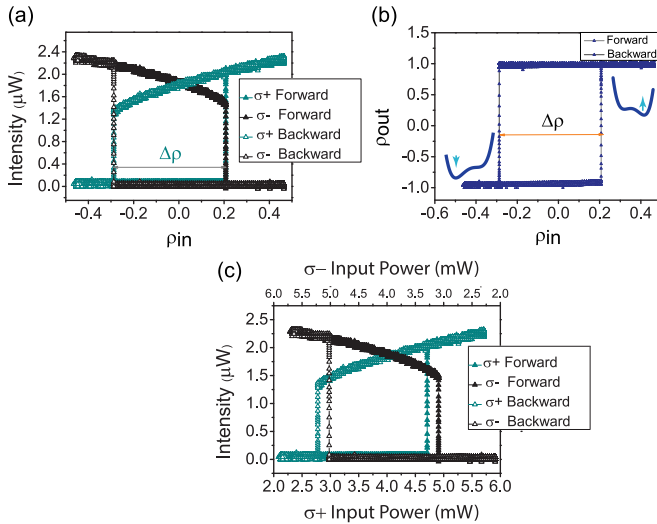 (a)
Intensity (µW)
2.4
2.0
1.6
1.2
0.8
0.4
0.0
Δρ
-0.4 -0.2 0.0 0.2 0.4
ρin
σ+ Forward
σ- Forward
σ+ Backward
σ- Backward
(b)
ρout
1.0
0.5
0.0
-0.5
-1.0
Forward
Backward
Δρ
-0.6 -0.4 -0.2 0.0 0.2 0.4
ρin
(c)
σ− Input Power (mW)
6.0 5.5 5.0 4.5 4.0 3.5 3.0 2.5 2.0
Intensity (µW)
2.5
2.0
1.5
1.0
0.5
0.0
σ+ Forward
σ- Forward
σ+ Backward
σ- Backward
2.0 2.5 3.0 3.5 4.0 4.5 5.0 5.5 6.0
σ+ Input Power (mW)